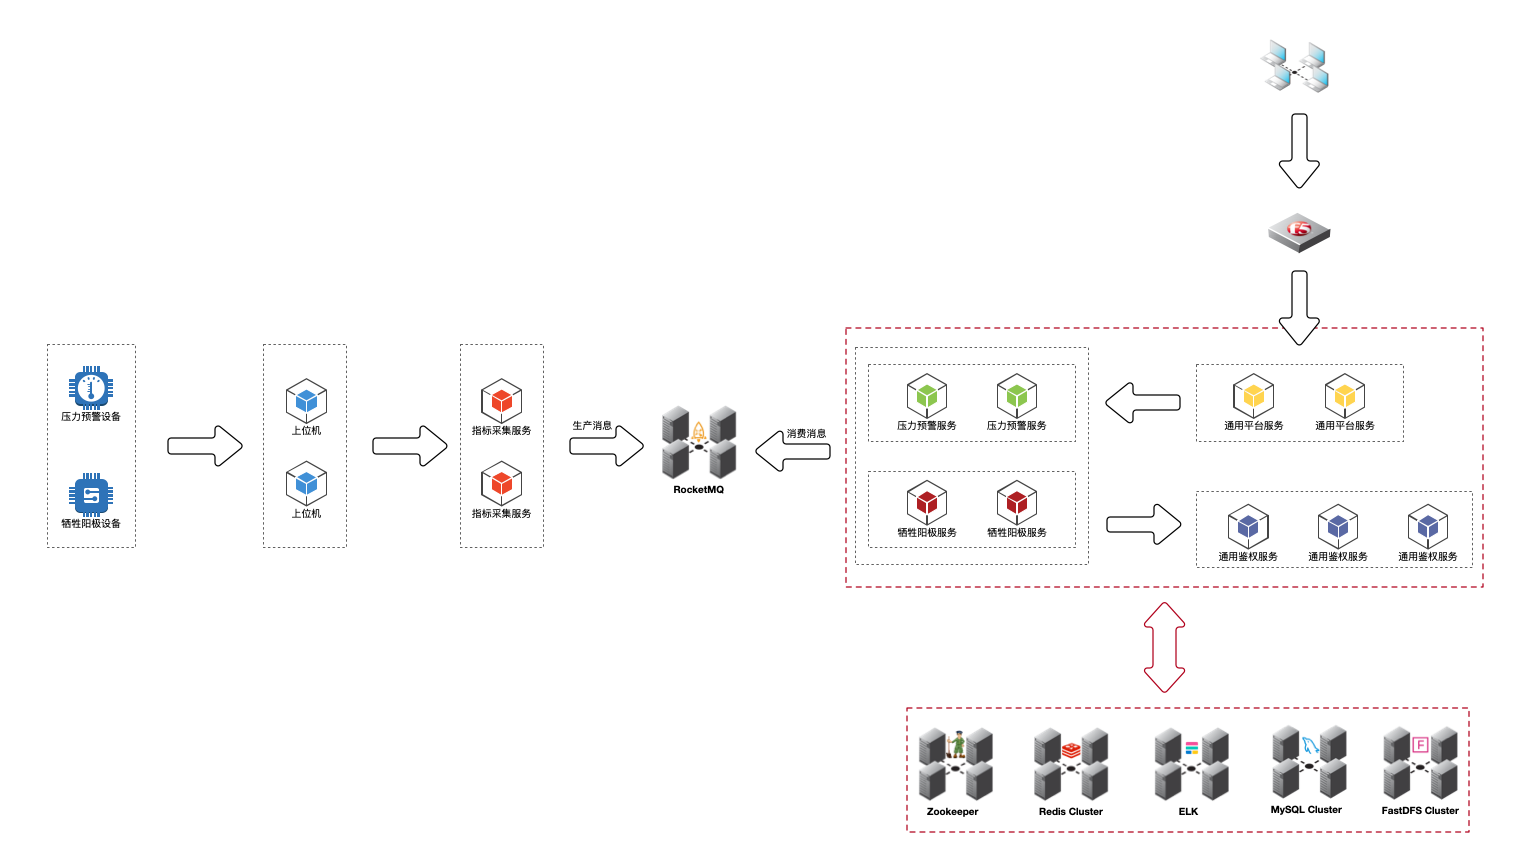 f5
压力预警设备
牺牲阳极设备
上位机
上位机
指标采集服务
指标采集服务
生产消息
RocketMQ
消费消息
压力预警服务
压力预警服务
牺牲阳极服务
牺牲阳极服务
通用平台服务
通用平台服务
通用鉴权服务
通用鉴权服务
通用鉴权服务
F
Zookeeper
Redis Cluster
ELK
MySQL Cluster
FastDFS Cluster